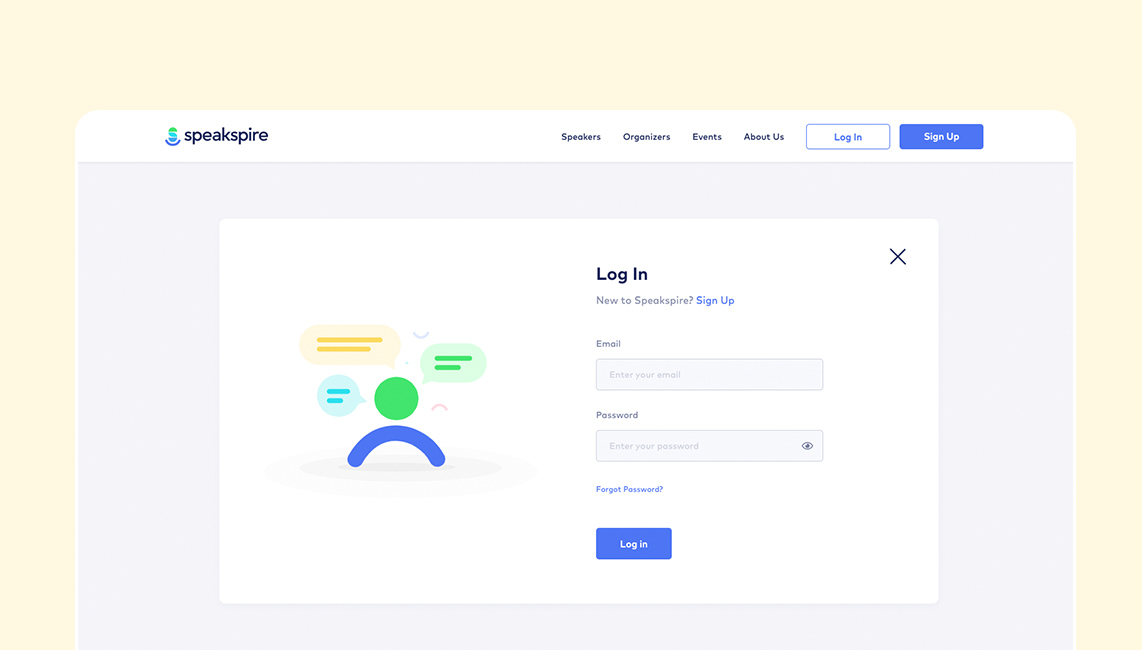 speakspire
Speakers Organizers Events About Us Log In Sign Up
Log In
New to Speakspire? Sign Up
Email
Enter your email
Password
Enter your password
Forgot Password?
Log in